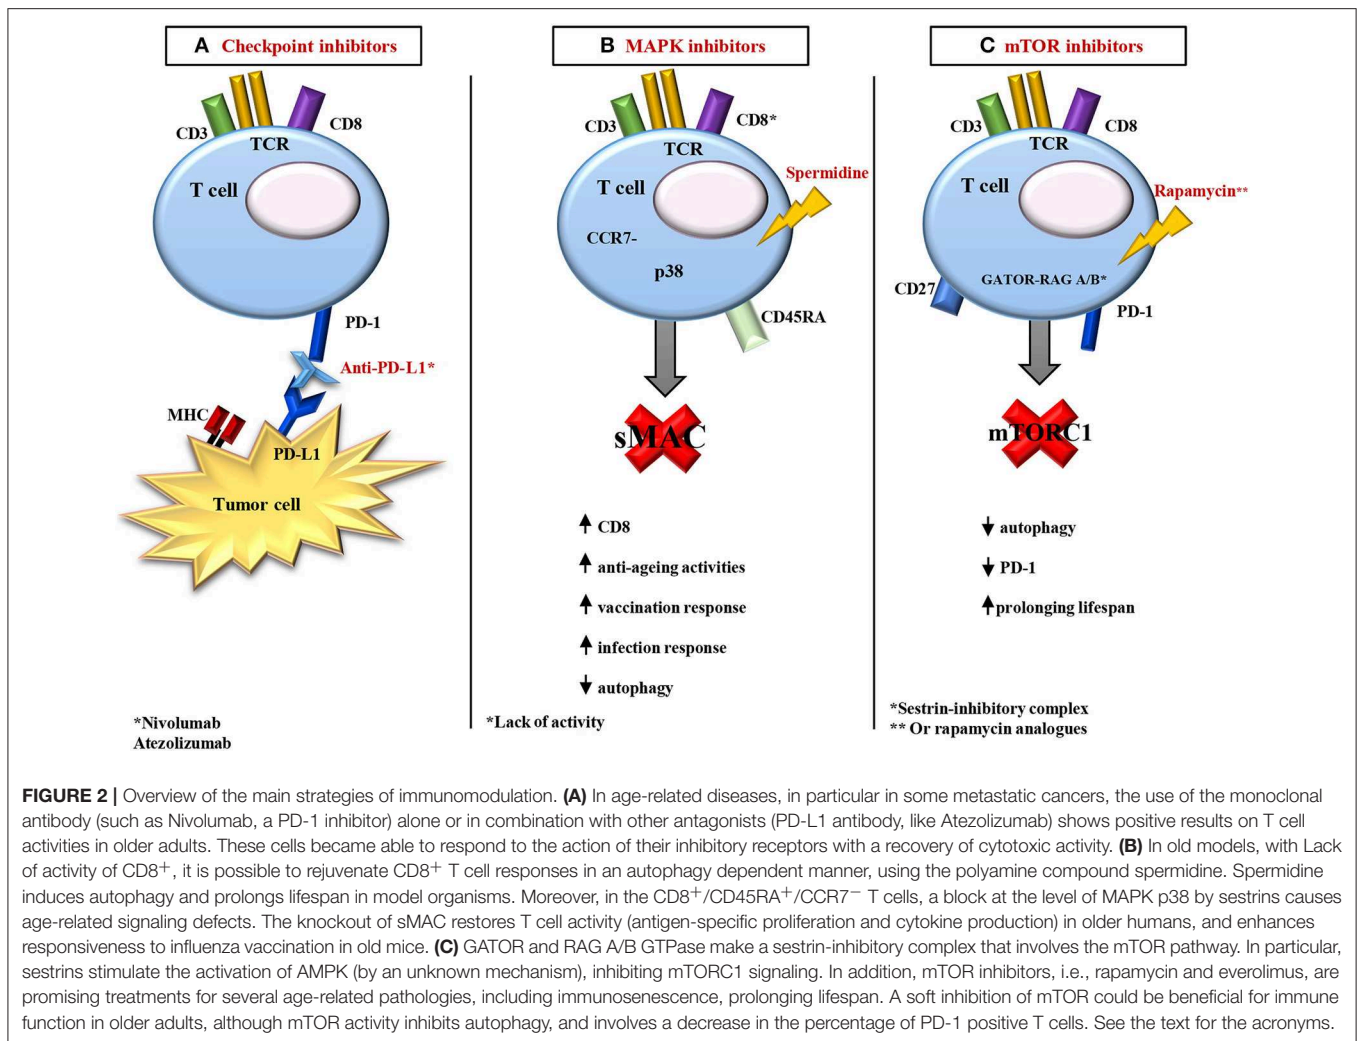 A Checkpoint inhibitors
CD3
TCR
CD8
T cell
PD-1
Anti-PD-L1*
MHC
PD-L1
Tumor cell
*Nivolumab
Atezolizumab
B MAPK inhibitors
CD3
TCR
CD8*
T cell
Spermidine
CCR7-
p38
CD45RA
sMAC
CD8
anti-ageing activities
vaccination response
infection response
autophagy
*Lack of activity
C mTOR inhibitors
CD3
TCR
CD8
T cell
Rapamycin**
GATOR-RAG A/B*
CD27
PD-1
mTORC1
autophagy
PD-1
prolonging lifespan
*Sestrin-inhibitory complex
** Or rapamycin analogues
FIGURE 2 | Overview of the main strategies of immunomodulation. (A) In age-related diseases, in particular in some metastatic cancers, the use of the monoclonal
antibody (such as Nivolumab, a PD-1 inhibitor) alone or in combination with other antagonists (PD-L1 antibody, like Atezolizumab) shows positive results on T cell
activities in older adults. These cells became able to respond to the action of their inhibitory receptors with a recovery of cytotoxic activity. (B) In old models, with Lack
of activity of CD8+, it is possible to rejuvenate CD8+ T cell responses in an autophagy dependent manner, using the polyamine compound spermidine. Spermidine
induces autophagy and prolongs lifespan in model organisms. Moreover, in the CD8+/CD45RA+/CCR7− T cells, a block at the level of MAPK p38 by sestrins causes
age-related signaling defects. The knockout of sMAC restores T cell activity (antigen-specific proliferation and cytokine production) in older humans, and enhances
responsiveness to influenza vaccination in old mice. (C) GATOR and RAG A/B GTPase make a sestrin-inhibitory complex that involves the mTOR pathway. In particular,
sestrins stimulate the activation of AMPK (by an unknown mechanism), inhibiting mTORC1 signaling. In addition, mTOR inhibitors, i.e., rapamycin and everolimus, are
promising treatments for several age-related pathologies, including immunosenescence, prolonging lifespan. A soft inhibition of mTOR could be beneficial for immune
function in older adults, although mTOR activity inhibits autophagy, and involves a decrease in the percentage of PD-1 positive T cells. See the text for the acronyms.